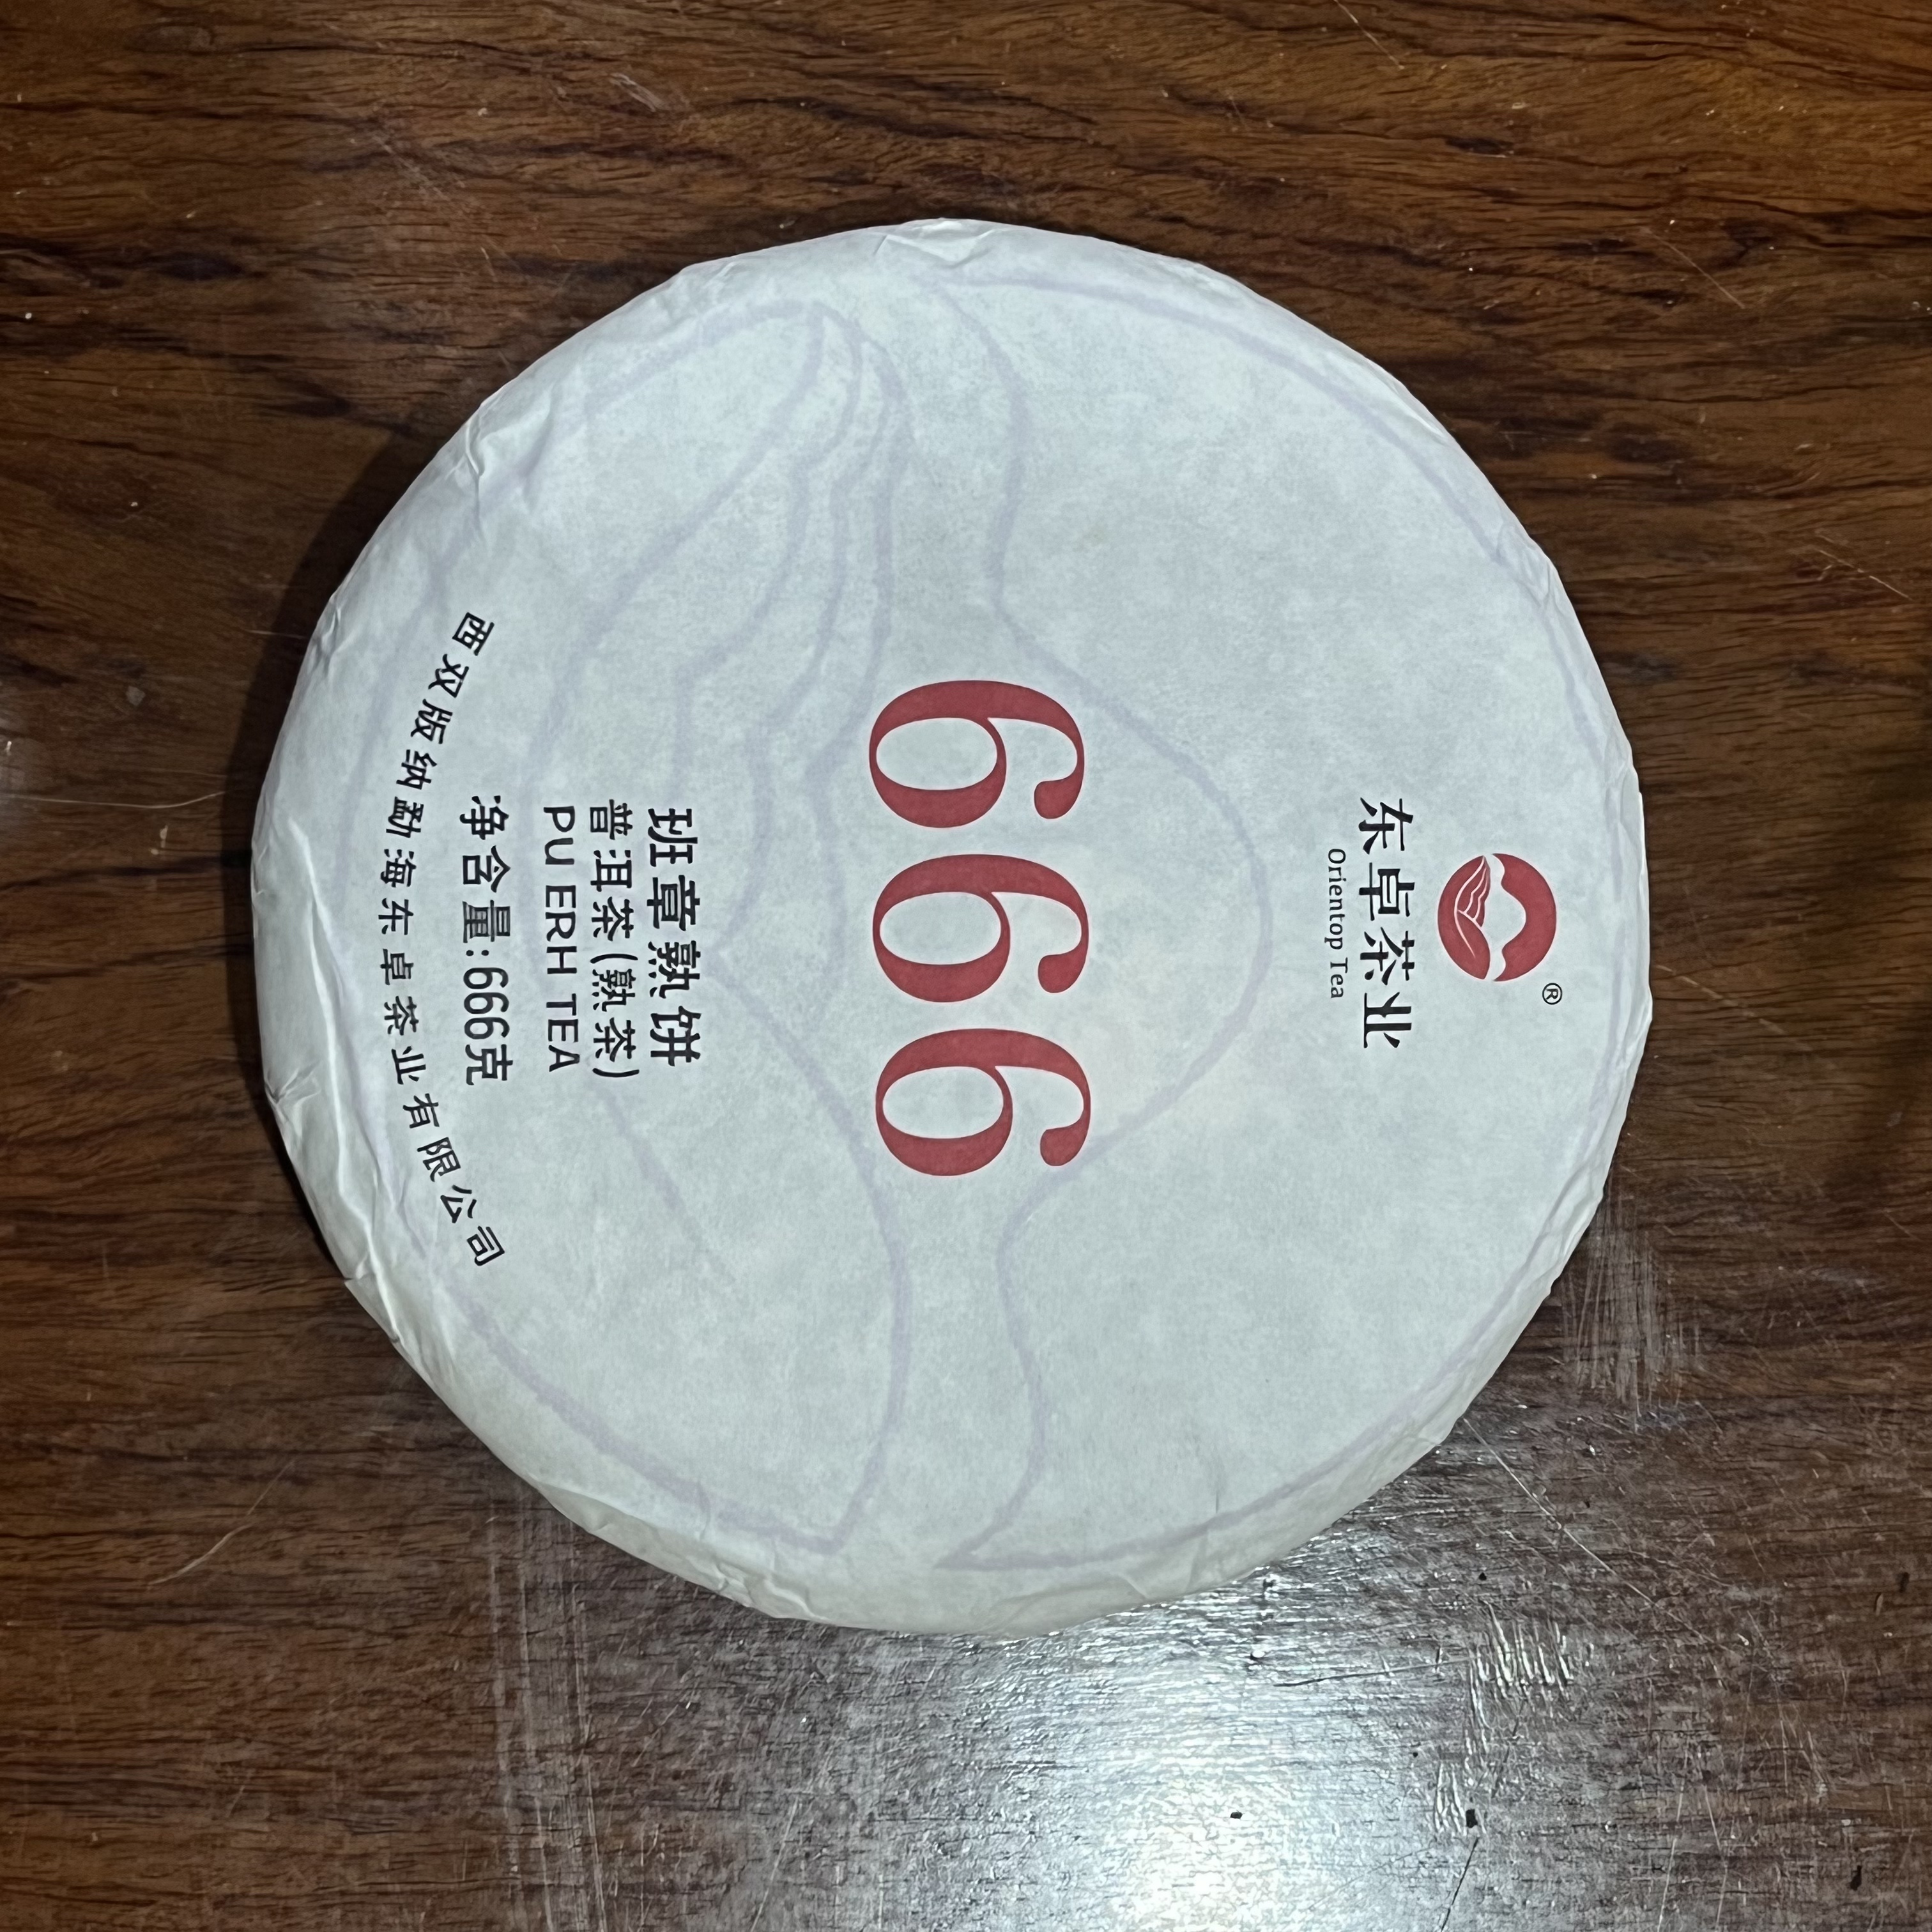 ®
东卓茶业
Orientop Tea
666
班章熟饼
普洱茶(熟茶)
PU ERH TEA
净含量:666克
西双版纳勐海东卓茶业有限公司